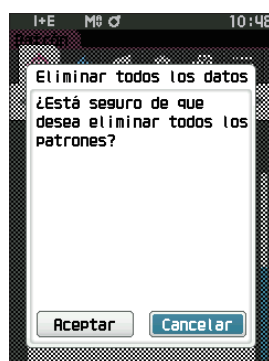 I+E M 10:48
Patrón
Eliminar todos los datos
¿Está seguro de que
desea eliminar todos los
patrones?
Aceptar Cancelar